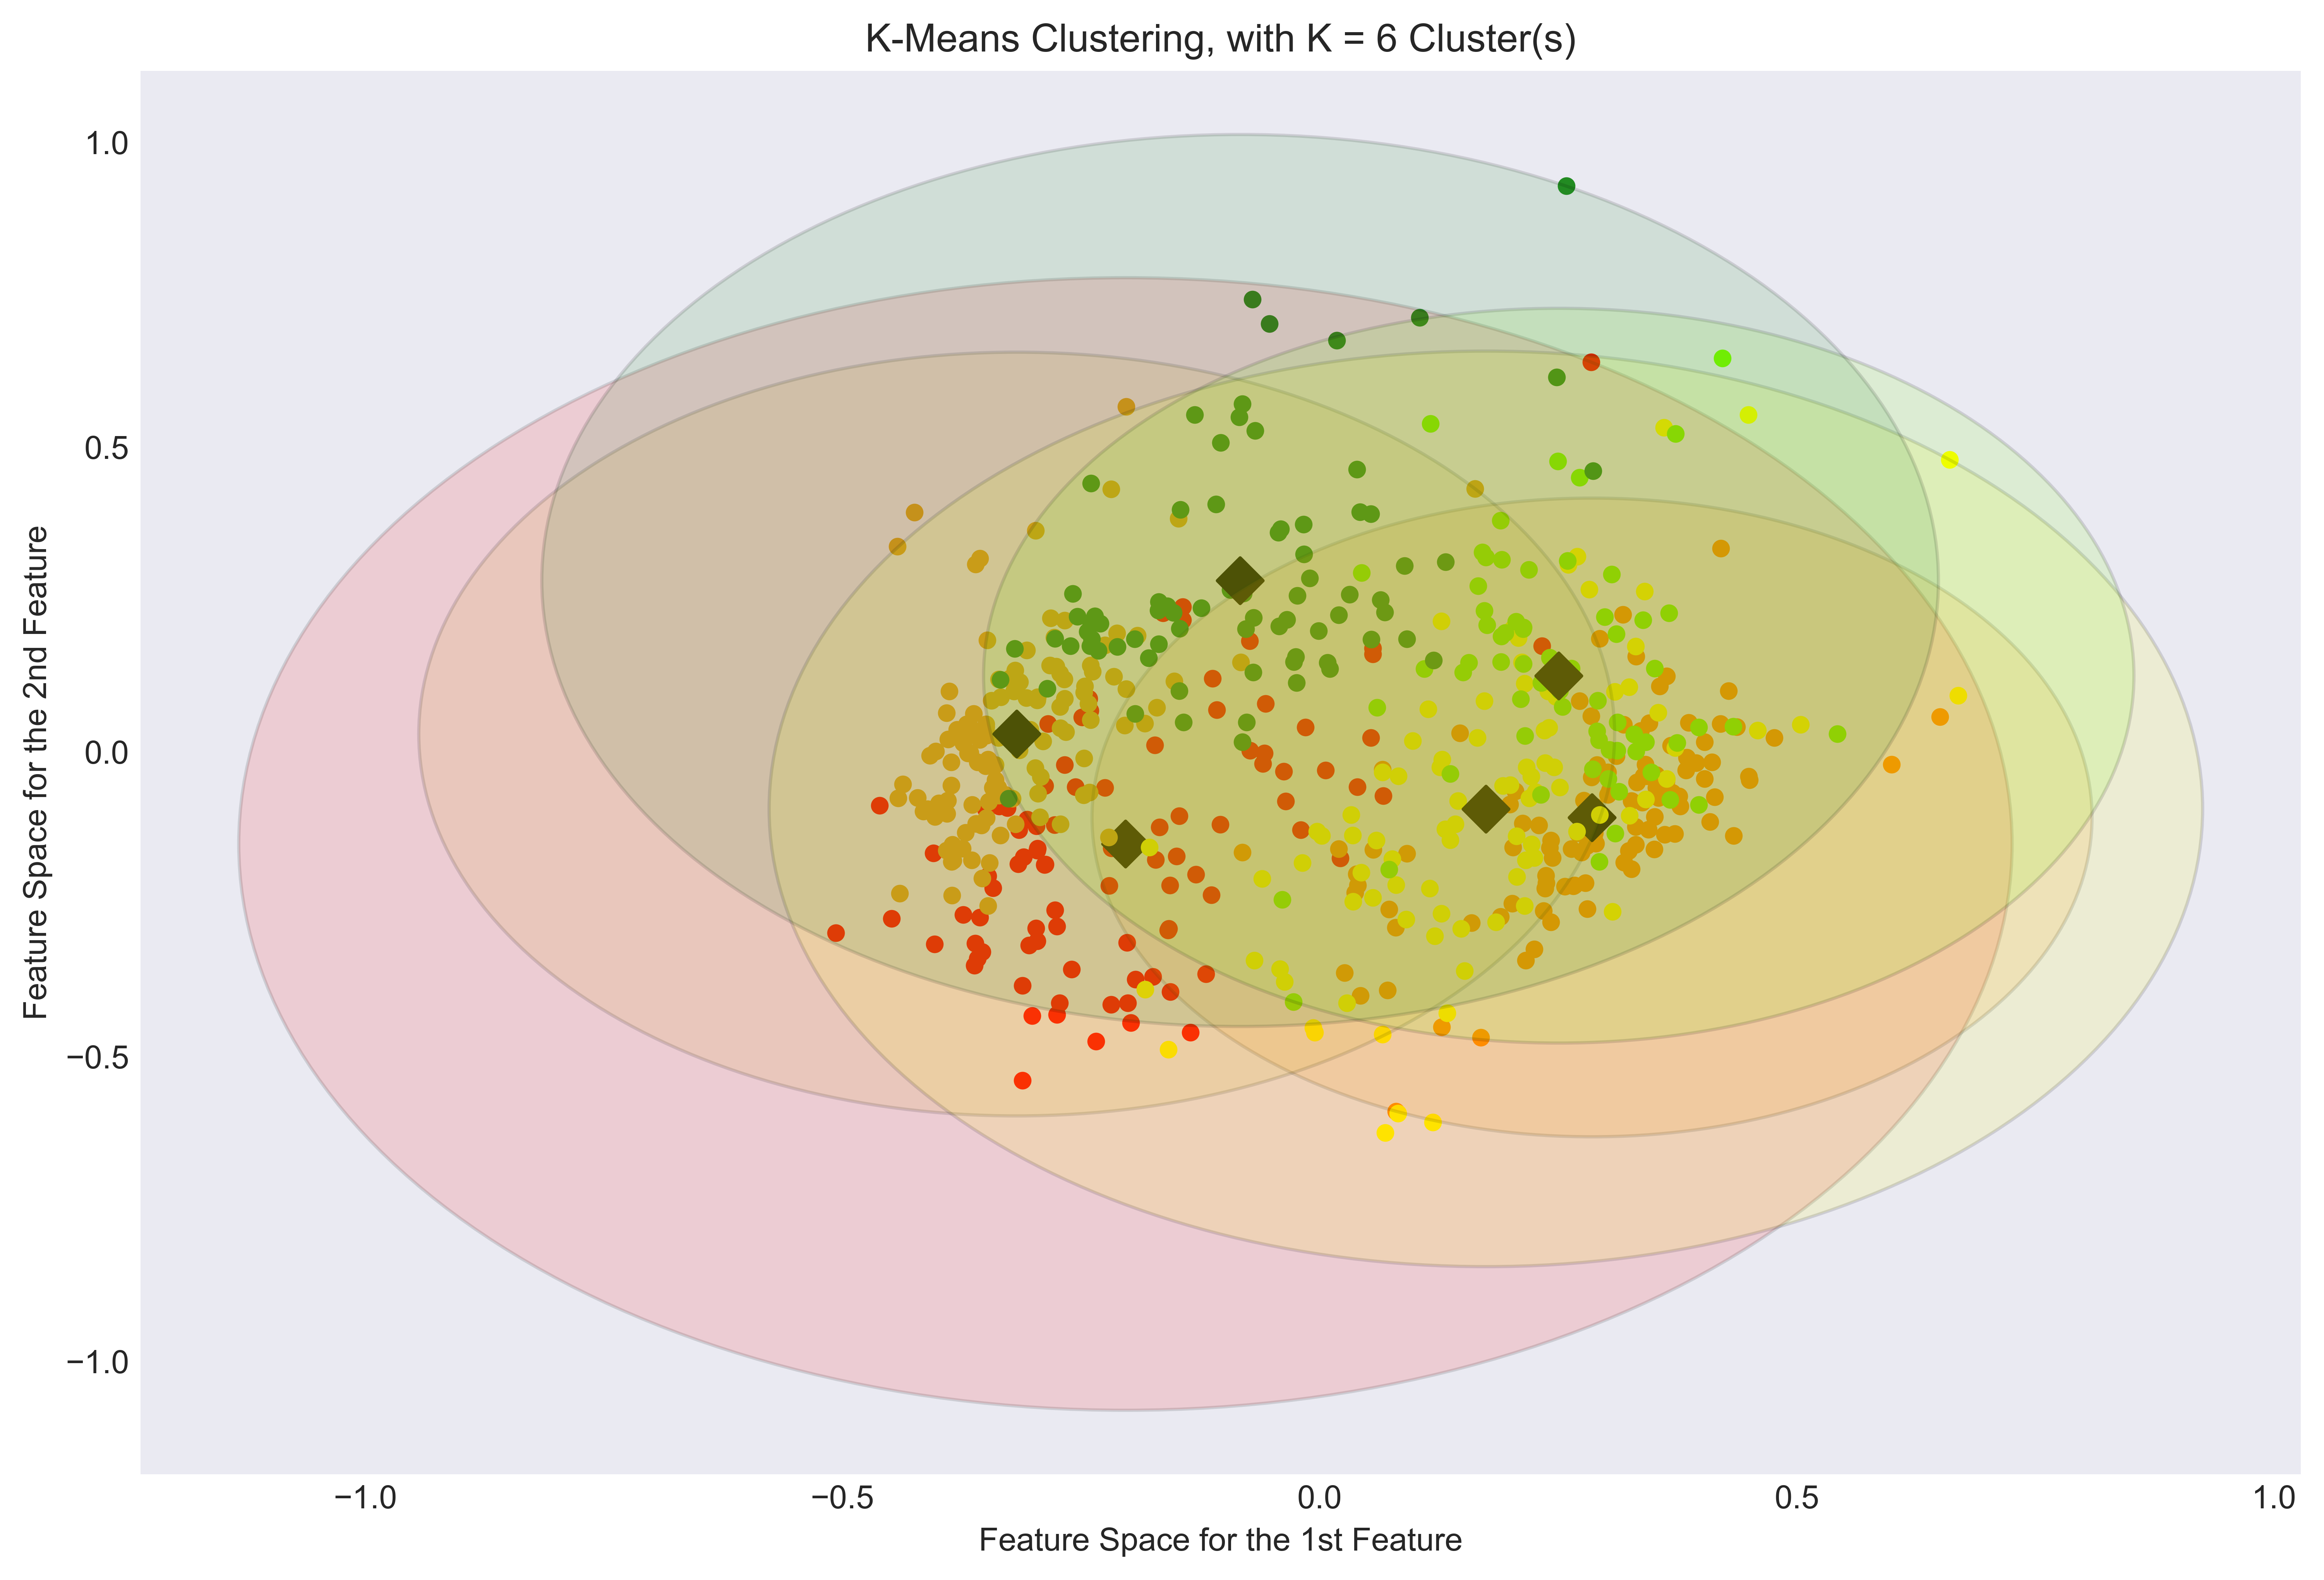 K-Means Clustering, with K = 6 Cluster(s)
1.0
0.5
0.0
−0.5
−1.0
Feature Space for the 2nd Feature
−1.0 −0.5 0.0 0.5 1.0
Feature Space for the 1st Feature